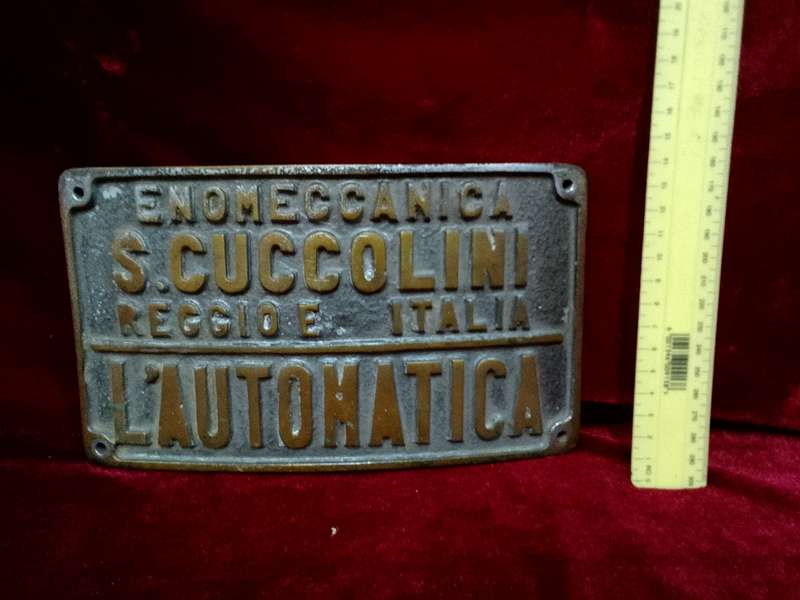 ENOMECCANICA
S. CUCCOLINI
REGGIO E ITALIA
L'AUTOMATICA